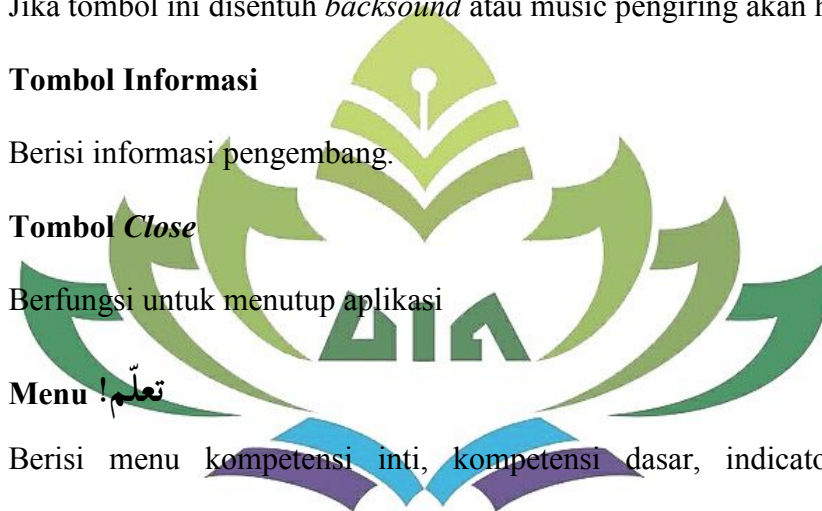 Jika tombol ini disentuh backsound atau music pengiring akan
Tombol Informasi
Berisi informasi pengembang.
Tombol Close
Berfungsi untuk menutup aplikasi
UIN
Menu تعلّم!
Berisi menu kompetensi inti, kompetensi dasar,